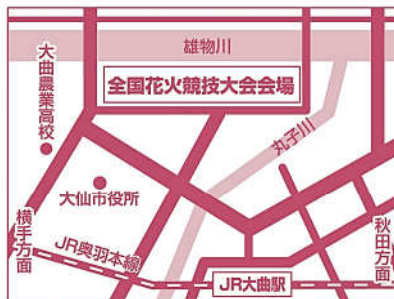 雄物川
全国花火競技大会会場
大曲農業高校
丸子川
大仙市役所
横手方面
JR奥羽本線
秋田方面
JR大曲駅